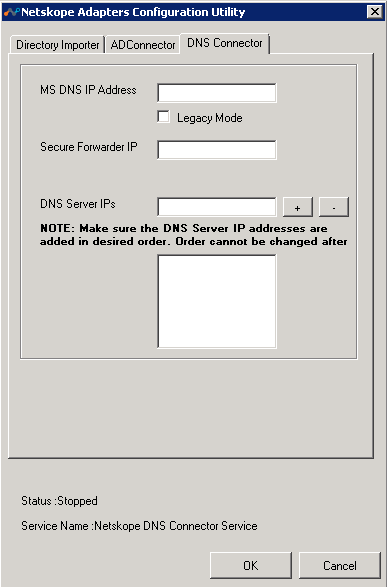 Netskope Adapters Configuration Utility
Directory Importer ADConnector DNS Connector
MS DNS IP Address
Legacy Mode
Secure Forwarder IP
DNS Server IPs + -
NOTE: Make sure the DNS Server IP addresses are
added in desired order. Order cannot be changed after
Status :Stopped
Service Name :Netskope DNS Connector Service
OK Cancel